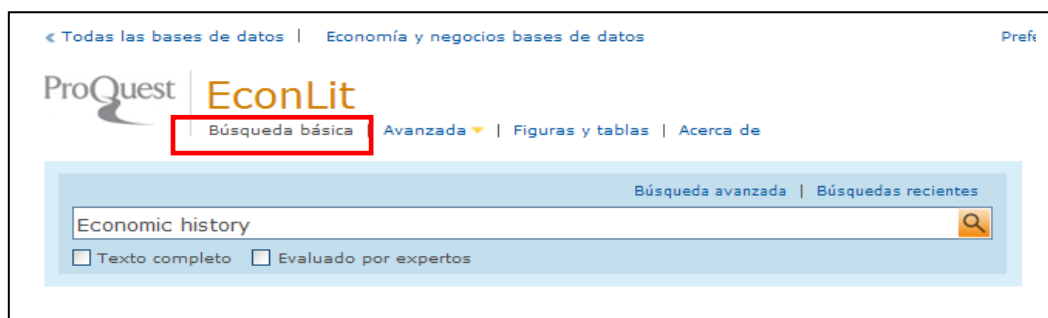 « Todas las bases de datos | Economía y negocios bases de datos Prefe
ProQuest EconLit
Búsqueda básica | Avanzada | Figuras y tablas | Acerca de
Búsqueda avanzada | Búsquedas recientes
Economic history
Texto completo Evaluado por expertos